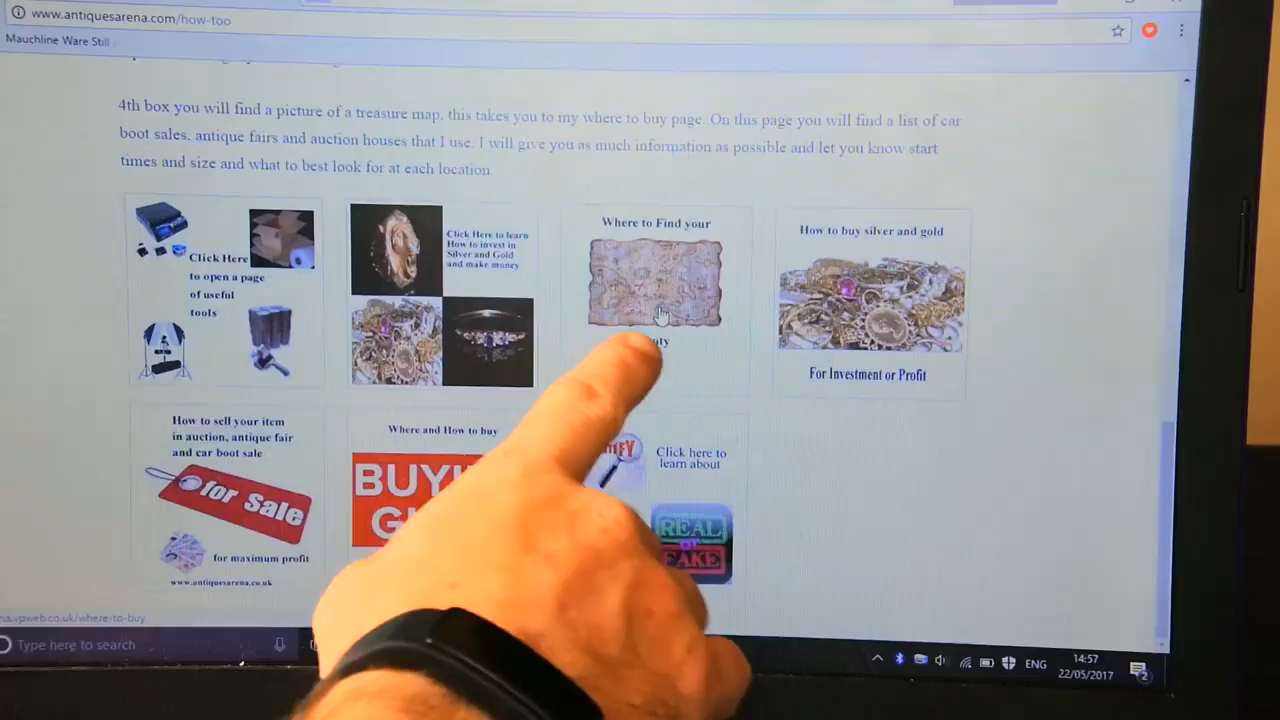 www.antiquesarena.com/how-too
Mauchline Ware Still
4th box you will find a picture of a treasure map, this takes you to my where to buy page. On this page you will find a list of car
boot sales, antique fairs and auction houses that I use. I will give you as much information as possible and let you know start
times and size and what to best look for at each location
Click Here
to open a page
of useful
tools
Click Here to learn
How to invest in
Silver and Gold
and make money
Where to Find your
How to buy silver and gold
For Investment or Profit
How to sell your item
in auction, antique fair
and car boot sale
for Sale
for maximum profit
www.antiquesarena.co.uk
Where and How to buy
Click here to
learn about
REAL
OR
FAKE
.vpweb.co.uk/where-to-buy
Type here to search
ENG
14:57
22/05/2017
2